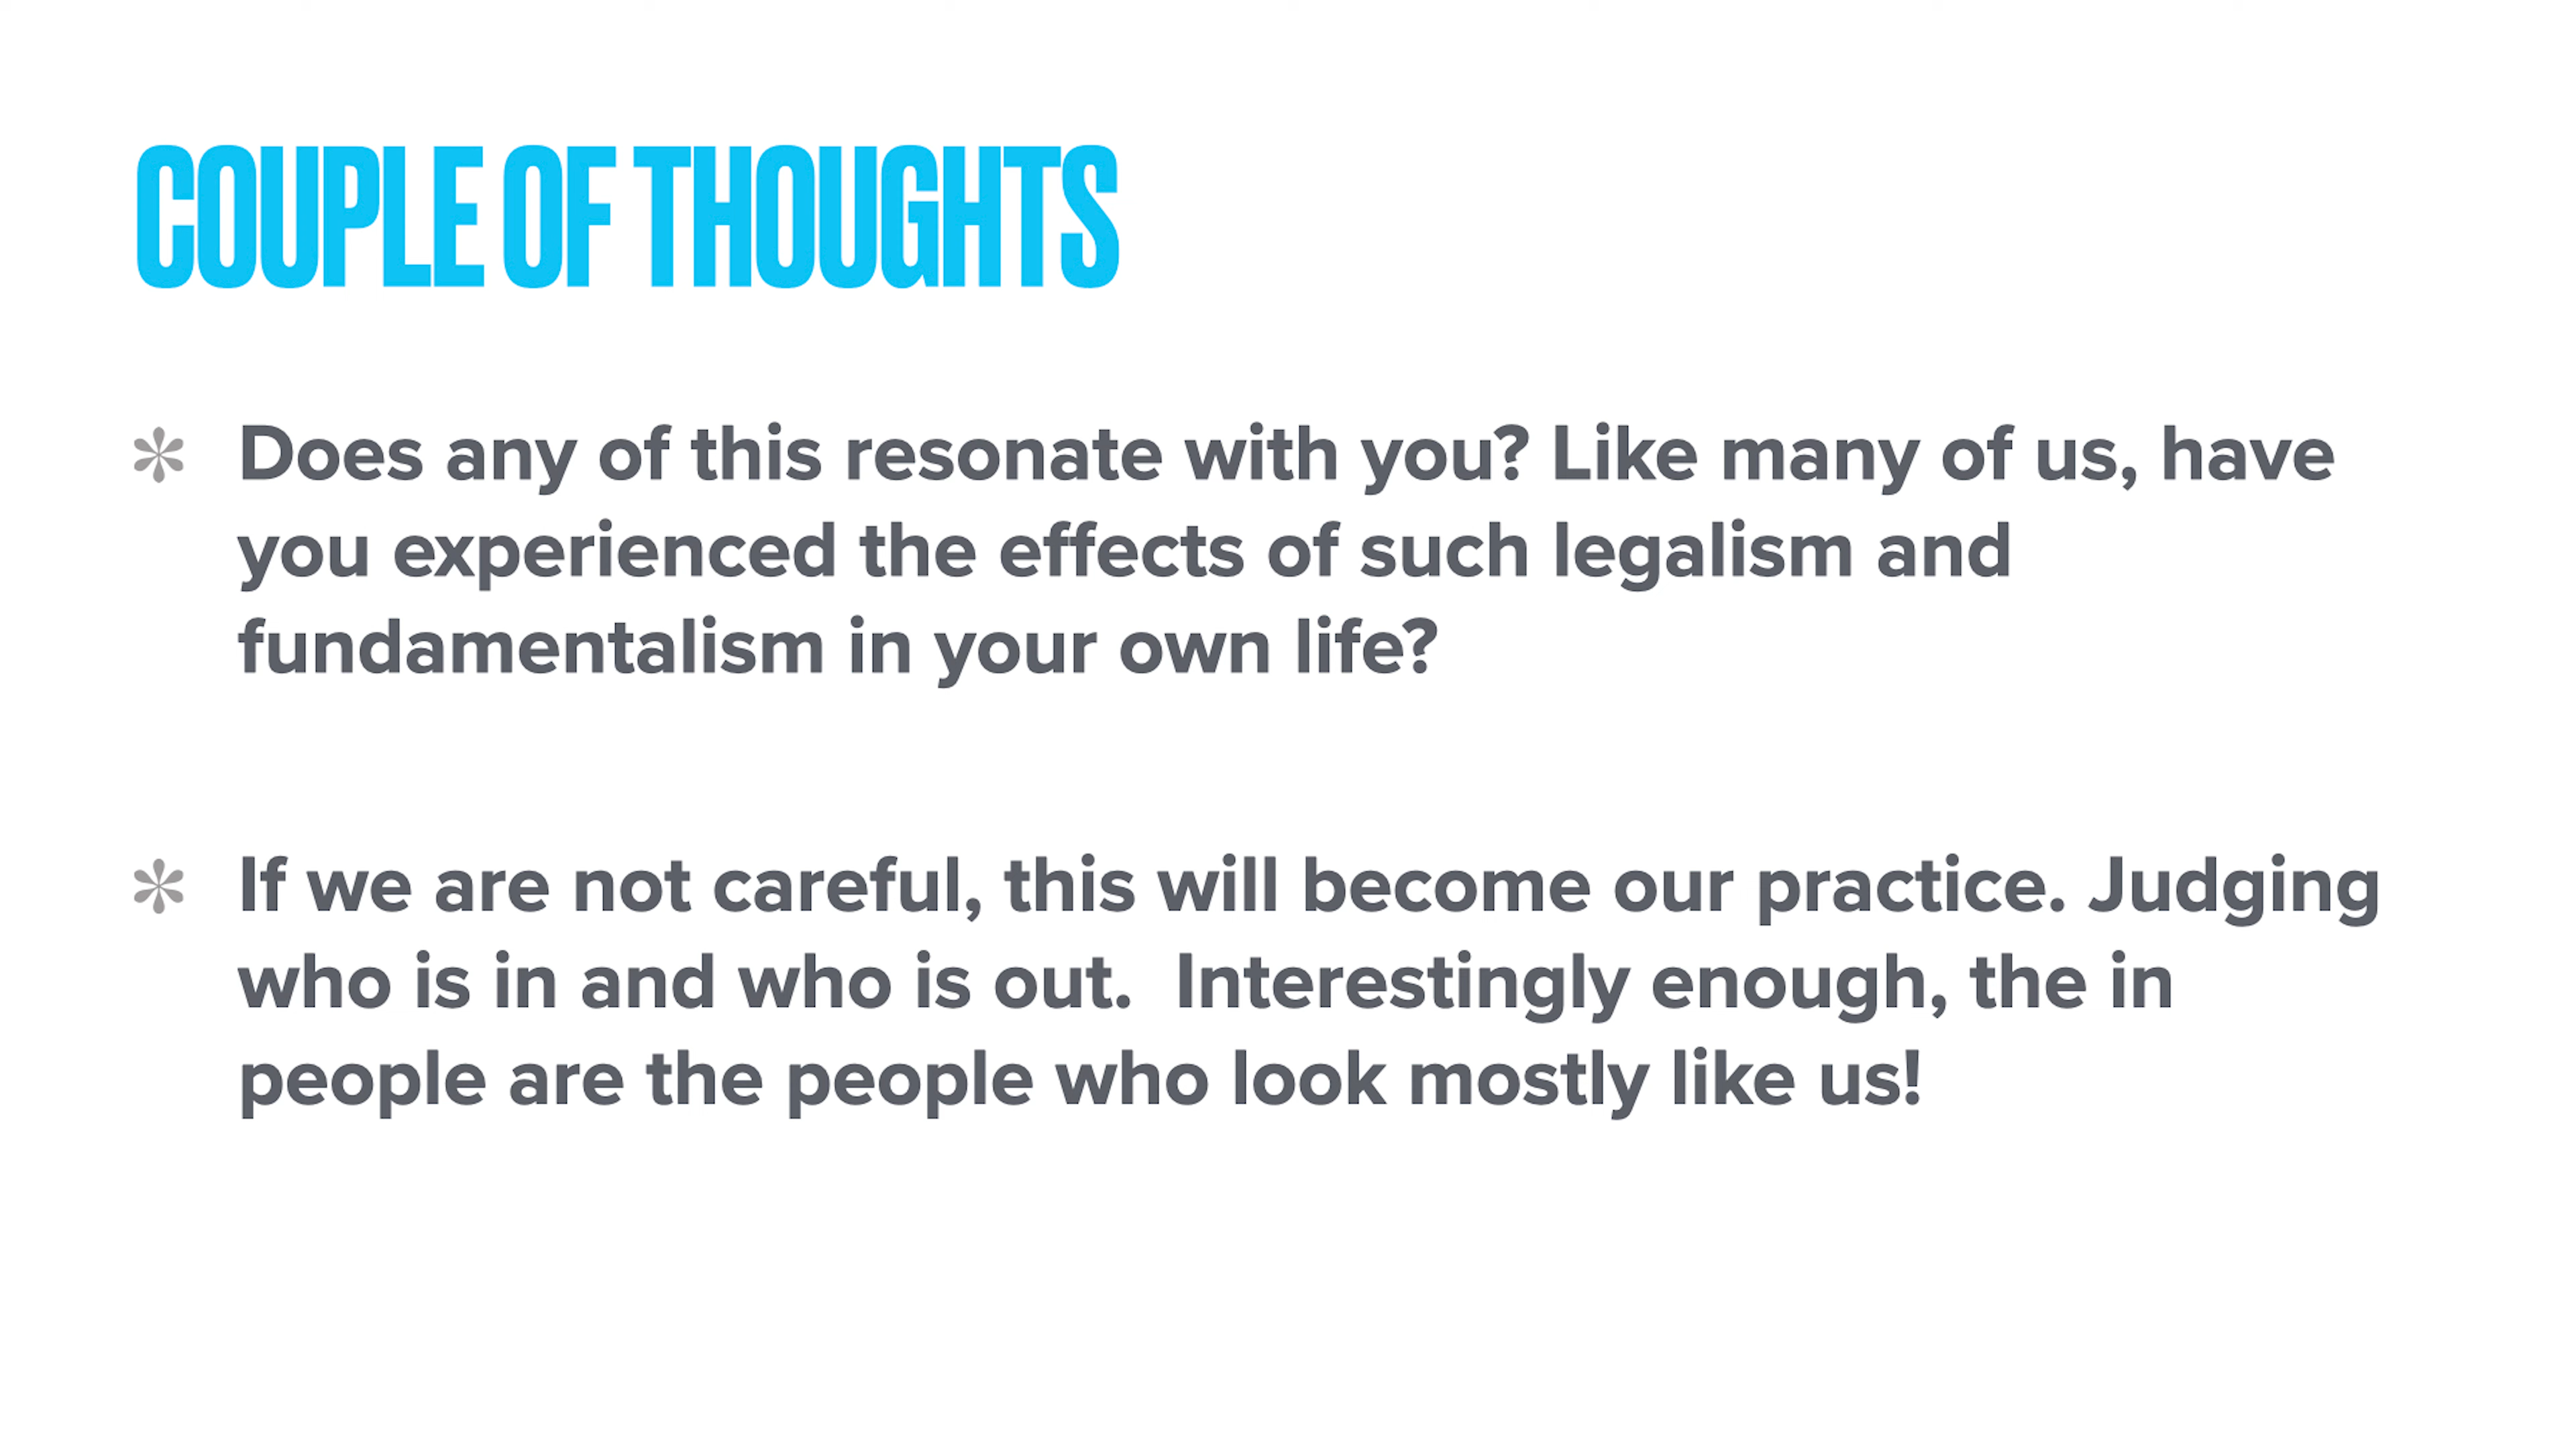 COUPLE OF THOUGHTS
Does any of this resonate with you? Like many of us, have
you experienced the effects of such legalism and
fundamentalism in your own life?
If we are not careful, this will become our practice. Judging
who is in and who is out.  Interestingly enough, the in
people are the people who look mostly like us!